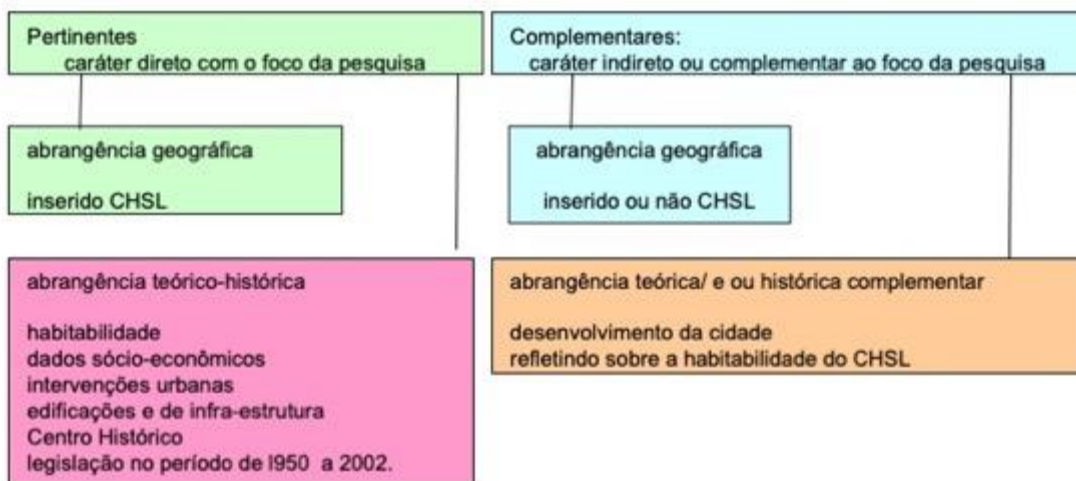 Pertinentes
caráter direto com o foco da pesquisa
abrangência geográfica
inserido CHSL
abrangência teórico-histórica
habitabilidade
dados sócio-econômicos
intervenções urbanas
edificações e de infra-estrutura
Centro Histórico
legislação no período de l950 a 2002.
Complementares:
caráter indireto ou complementar ao foco da pesquisa
abrangência geográfica
inserido ou não CHSL
abrangência teórica/ e ou histórica complementar
desenvolvimento da cidade
refletindo sobre a habitabilidade do CHSL